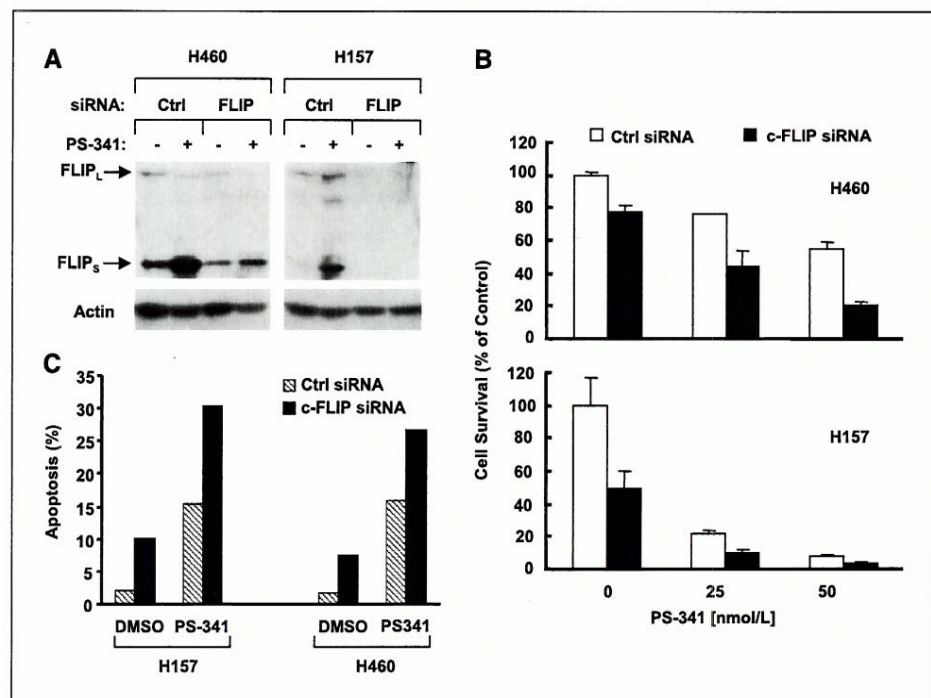 A
H460 H157
siRNA: Ctrl FLIP Ctrl FLIP
PS-341: - + - + - + - +
FLIPL
FLIPS
Actin
B
Ctrl siRNA c-FLIP siRNA
120
100
80
60
40
20
0
H460
120
100
80
60
40
20
0
H157
Cell Survival (% of Control)
0 25 50
PS-341 [nmol/L]
C
Ctrl siRNA
c-FLIP siRNA
35
30
25
20
15
10
5
0
Apoptosis (%)
DMSO PS-341 DMSO PS341
H157 H460